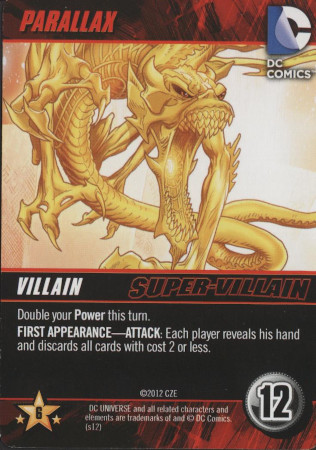 PARALLAX
DC
DC
COMICS™
VILLAIN
SUPER-VILLAIN
Double your Power this turn.
FIRST APPEARANCE—ATTACK: Each player reveals his hand
and discards all cards with cost 2 or less.
6
©2012 CZE
12
DC UNIVERSE and all related characters and
elements are trademarks of and © DC Comics.
(s12)